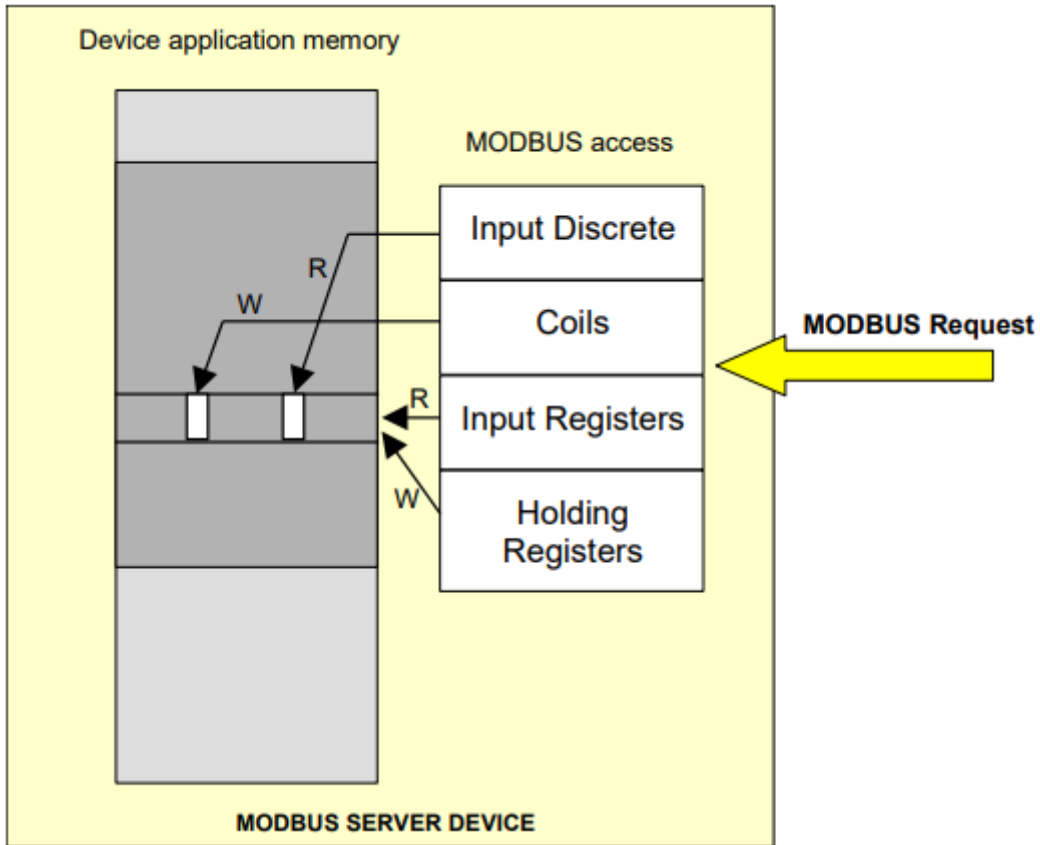 Device application memory
MODBUS access
Input Discrete
R
W
Coils
MODBUS Request
R
Input Registers
W
Holding
Registers
MODBUS SERVER DEVICE